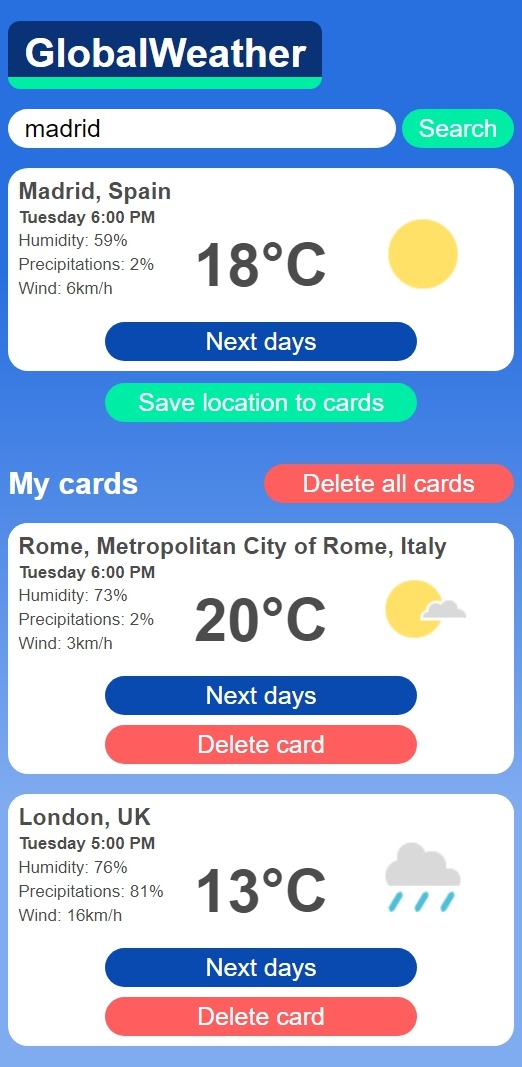 GlobalWeather
madrid
Search
Madrid, Spain
Tuesday 6:00 PM
Humidity: 59%
Precipitations: 2%
Wind: 6km/h
18°C
Next days
Save location to cards
My cards
Delete all cards
Rome, Metropolitan City of Rome, Italy
Tuesday 6:00 PM
Humidity: 73%
Precipitations: 2%
Wind: 3km/h
20°C
Next days
Delete card
London, UK
Tuesday 5:00 PM
Humidity: 76%
Precipitations: 81%
Wind: 16km/h
13°C
Next days
Delete card